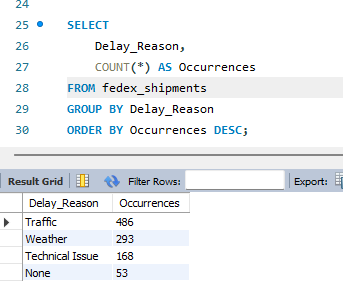 24
25 SELECT
26 Delay_Reason,
27 COUNT(*) AS Occurrences
28 FROM fedex_shipments
29 GROUP BY Delay_Reason
30 ORDER BY Occurrences DESC;
Result Grid Filter Rows: Export:
Delay_Reason Occurrences
Traffic 486
Weather 293
Technical Issue 168
None 53